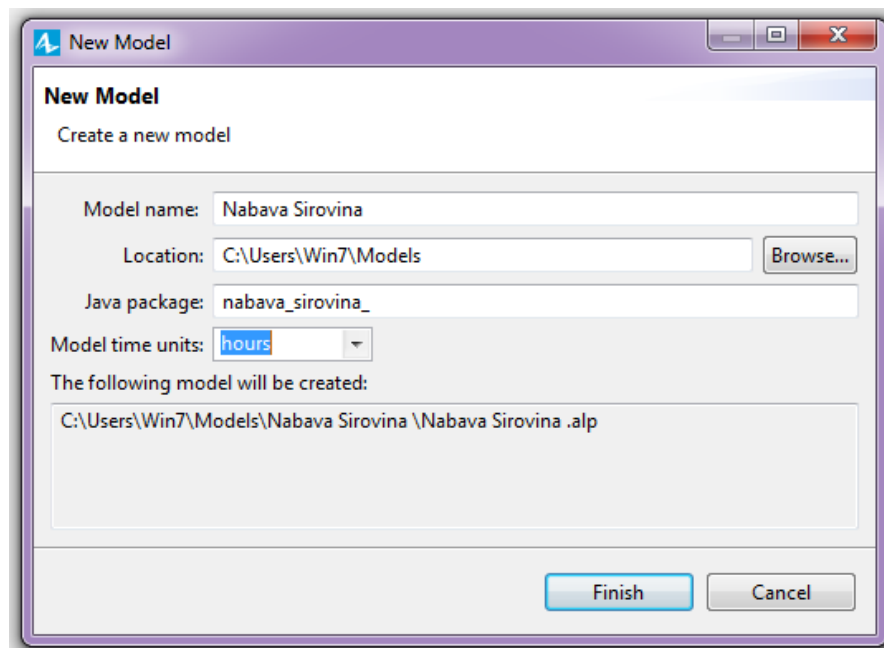 New Model
New Model
Create a new model
Model name: Nabava Sirovina
Location: C:\Users\Win7\Models Browse...
Java package: nabava_sirovina_
Model time units: hours
The following model will be created:
C:\Users\Win7\Models\Nabava Sirovina \Nabava Sirovina .alp
Finish Cancel